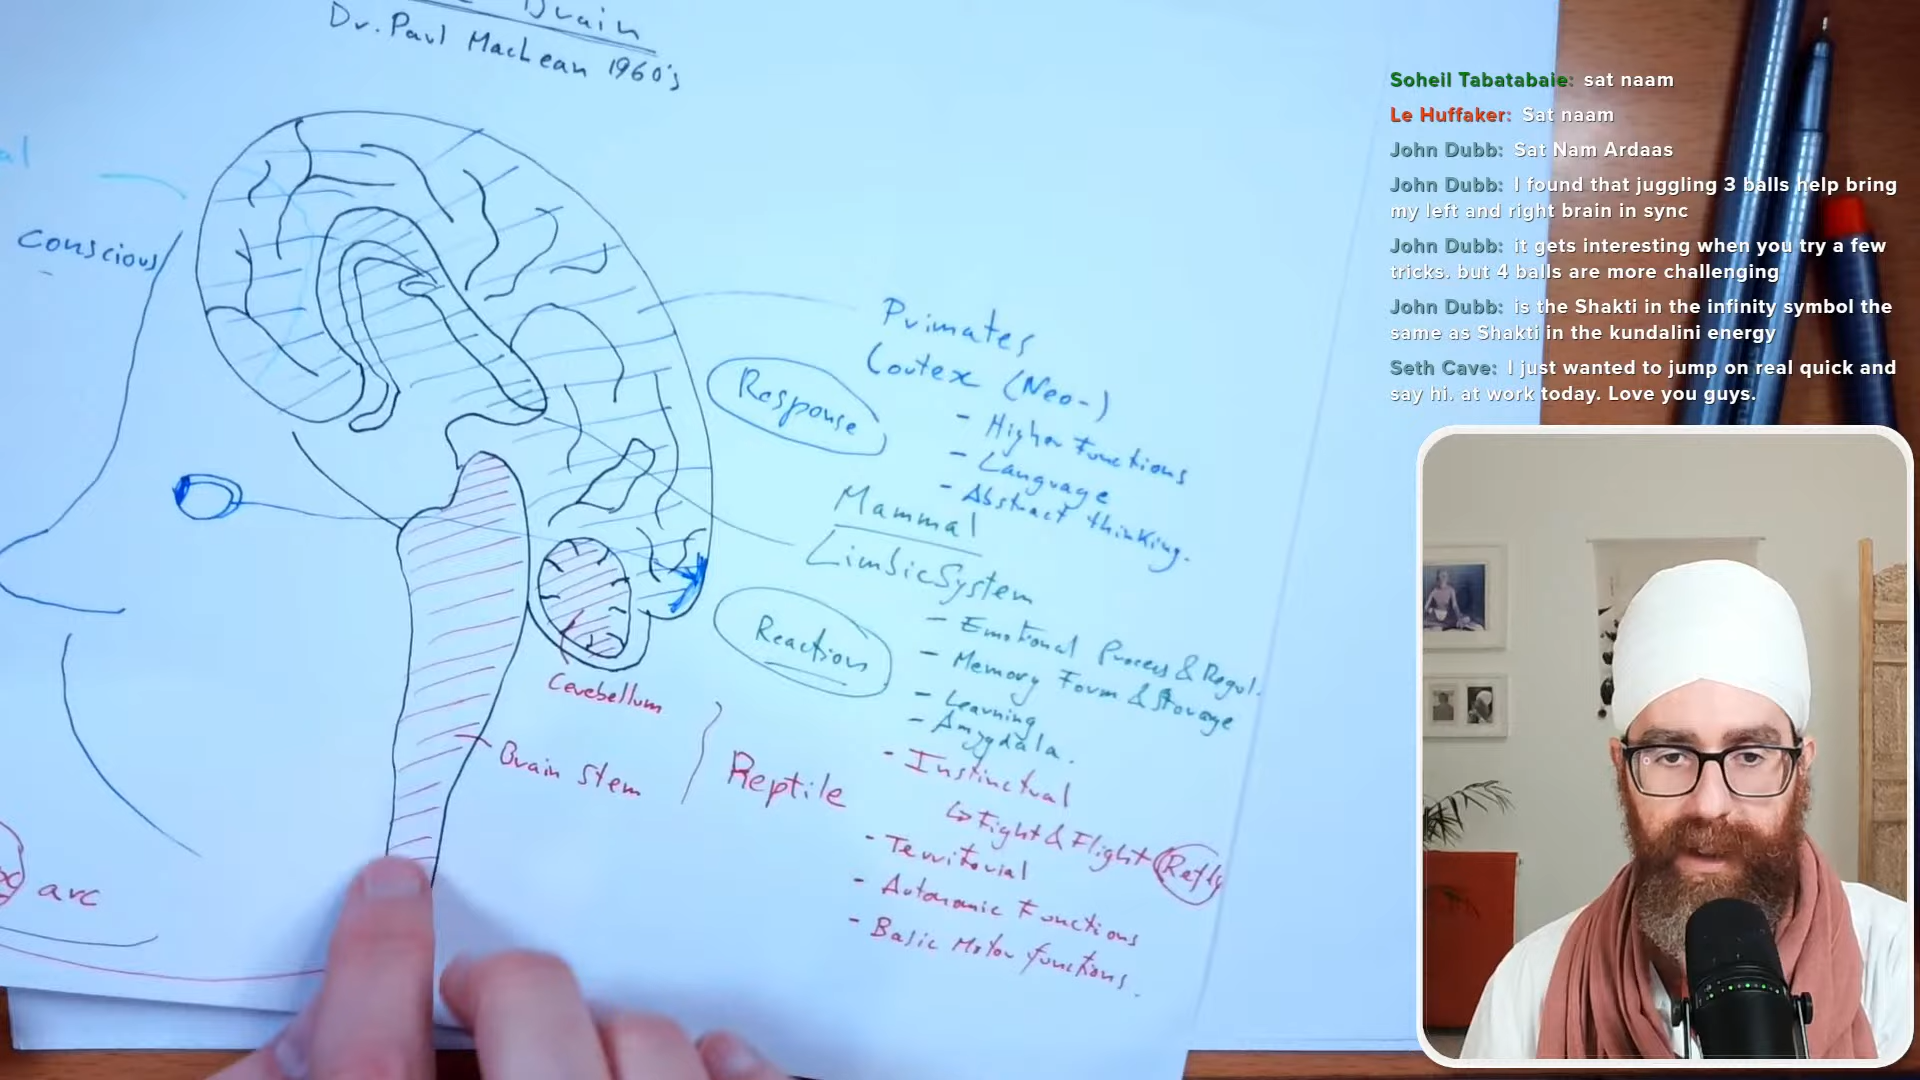 Brain
Dr. Paul Maclean 1960's
al
conscious
Primates
Cortex (Neo-)
- Higher Functions
- Language
- Abstract thinking.
Response
Mammal
Limbic System
- Emotional Process & Regul.
- Memory Form & Storage
- Learning
- Amygdala.
Reaction
Cerebellum
Brain Stem
Reptile
- Instinctual
↳ Fight & Flight
- Territorial
- Autonomic Functions
- Basic Motor functions.
arc
Soheil Tabatabaie: sat naam
Le Huffaker: Sat naam
John Dubb: Sat Nam Ardaas
John Dubb: I found that juggling 3 balls help bring
my left and right brain in sync
John Dubb: it gets interesting when you try a few
tricks. but 4 balls are more challenging
John Dubb: is the Shakti in the infinity symbol the
same as Shakti in the kundalini energy
Seth Cave: I just wanted to jump on real quick and
say hi. at work today. Love you guys.